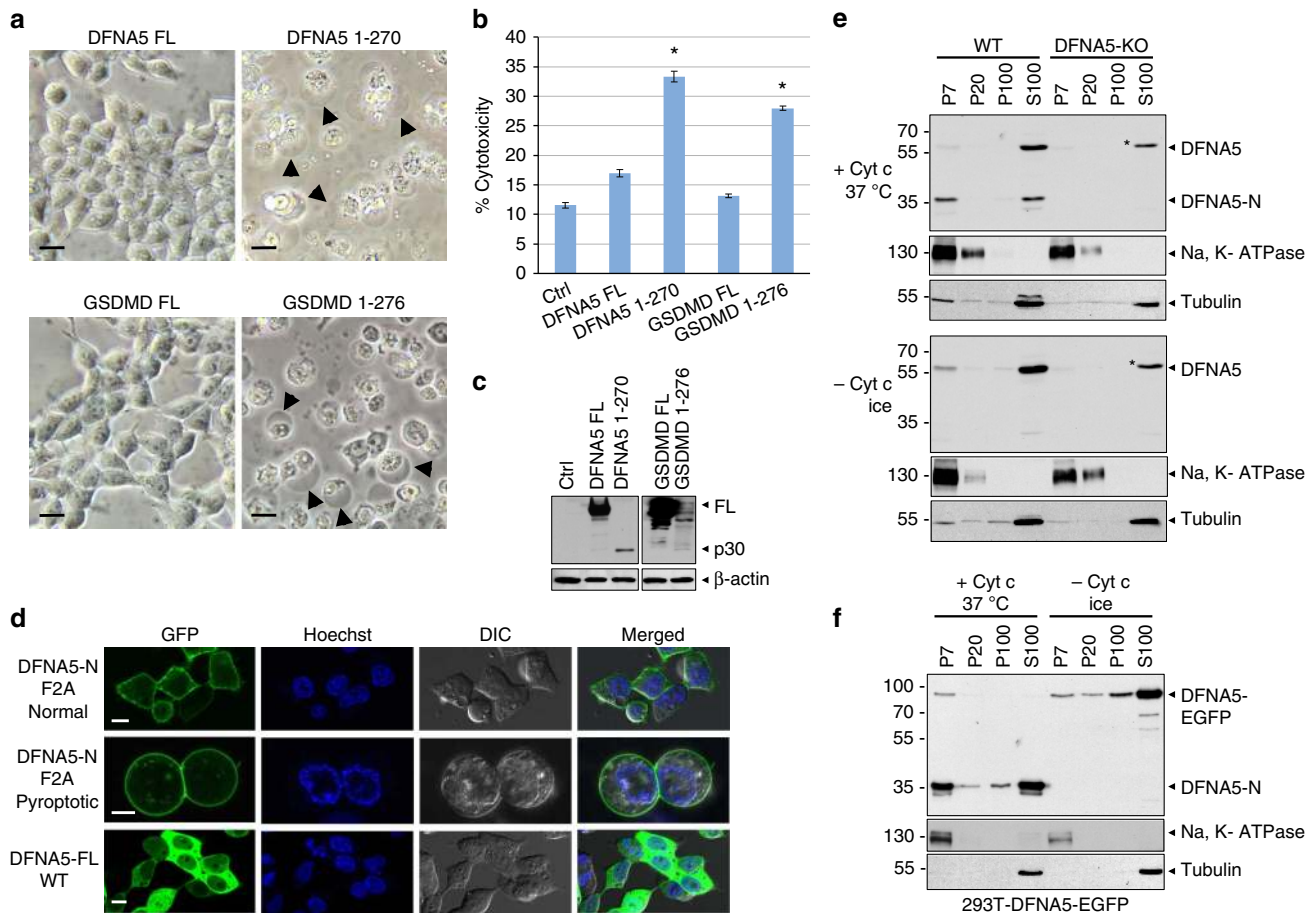 a
DFNA5 FL
DFNA5 1-270
GSDMD FL
GSDMD 1-276
b
% Cytotoxicity
40
35
30
25
20
15
10
5
0
*
*
Ctrl
DFNA5 FL
DFNA5 1-270
GSDMD FL
GSDMD 1-276
c
Ctrl
DFNA5 FL
DFNA5 1-270
GSDMD FL
GSDMD 1-276
FL
p30
β-actin
d
GFP
Hoechst
DIC
Merged
DFNA5-N
F2A
Normal
DFNA5-N
F2A
Pyroptotic
DFNA5-FL
WT
e
WT
DFNA5-KO
P7
P20
P100
S100
P7
P20
P100
S100
+ Cyt c
37 °C
70
55
35
*
DFNA5
DFNA5-N
130
Na, K- ATPase
55
Tubulin
– Cyt c
ice
70
55
35
*
DFNA5
130
Na, K- ATPase
55
Tubulin
f
+ Cyt c
37 °C
– Cyt c
ice
P7
P20
P100
S100
P7
P20
P100
S100
100
70
55
35
DFNA5-
EGFP
DFNA5-N
130
Na, K- ATPase
55
Tubulin
293T-DFNA5-EGFP